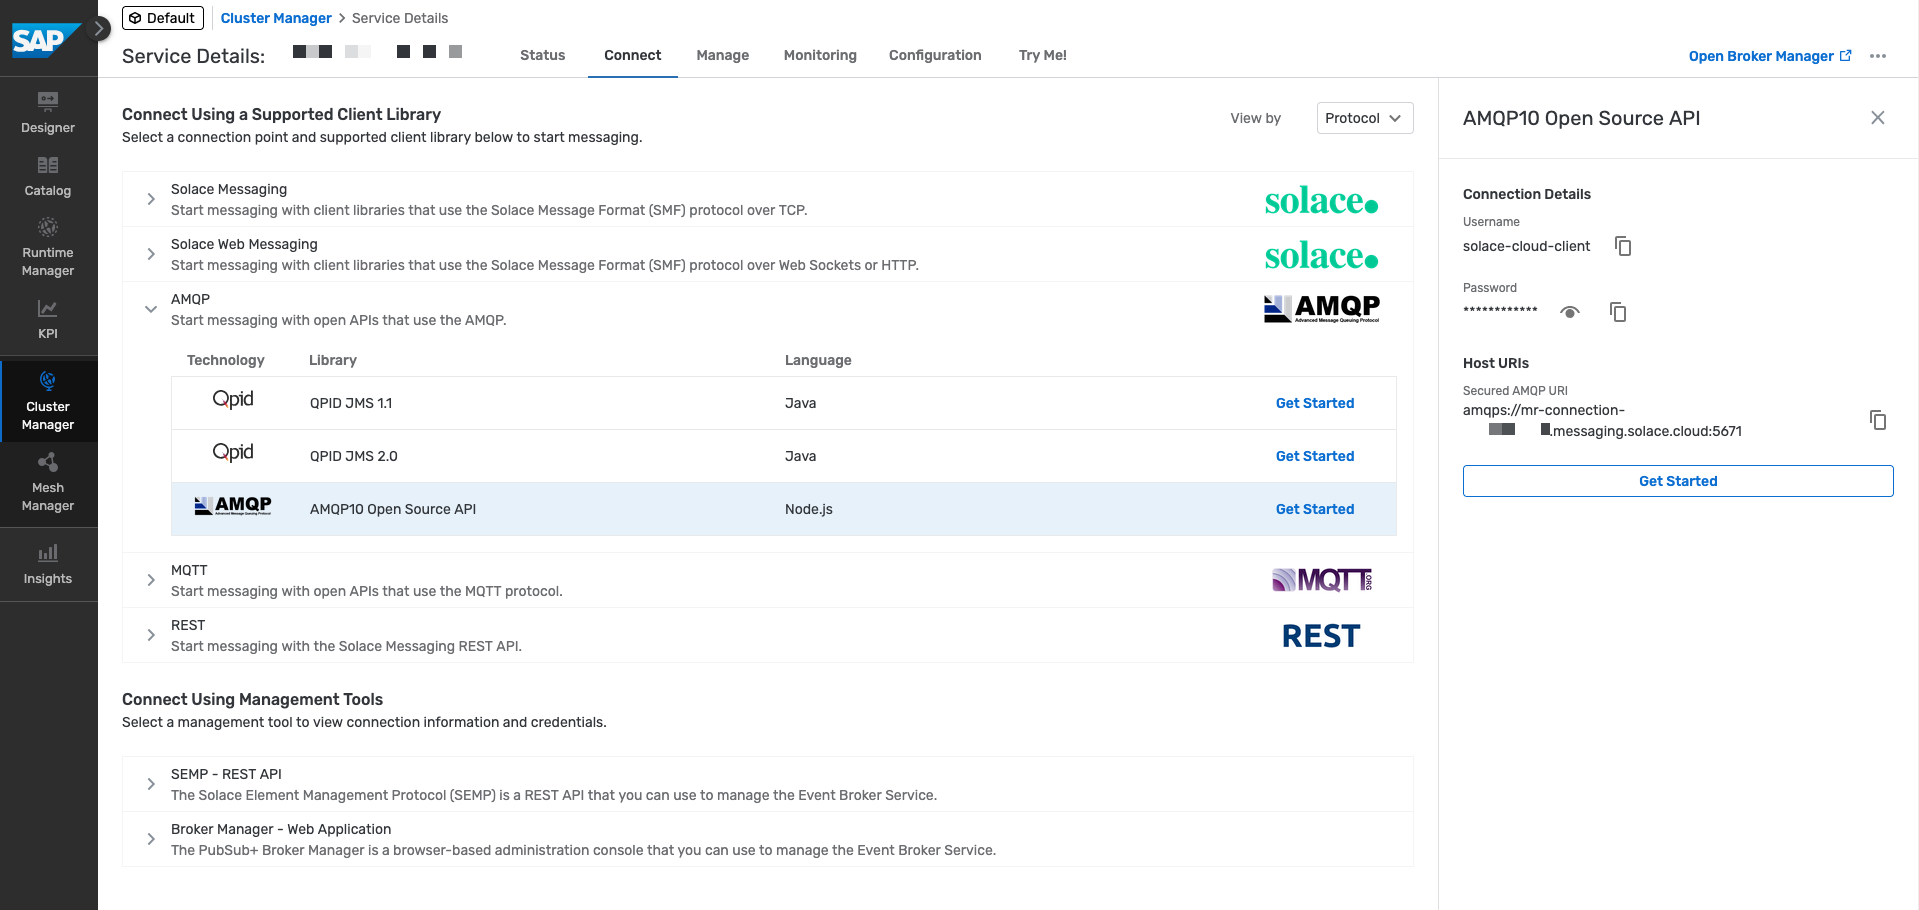 SAP
Default
Cluster Manager > Service Details
Service Details:
Status
Connect
Manage
Monitoring
Configuration
Try Me!
Open Broker Manager
Designer
Catalog
Runtime
Manager
KPI
Cluster
Manager
Mesh
Manager
Insights
Connect Using a Supported Client Library
Select a connection point and supported client library below to start messaging.
View by
Protocol
Solace Messaging
Start messaging with client libraries that use the Solace Message Format (SMF) protocol over TCP.
solace.
Solace Web Messaging
Start messaging with client libraries that use the Solace Message Format (SMF) protocol over Web Sockets or HTTP.
solace.
AMQP
Start messaging with open APIs that use the AMQP.
AMQP
Advanced Message Queuing Protocol
Technology Library Language
Qpid QPID JMS 1.1 Java Get Started
Qpid QPID JMS 2.0 Java Get Started
AMQP AMQP10 Open Source API Node.js Get Started
Advanced Message Queuing Protocol
MQTT
Start messaging with open APIs that use the MQTT protocol.
MQTT.ORG
REST
Start messaging with the Solace Messaging REST API.
REST
Connect Using Management Tools
Select a management tool to view connection information and credentials.
SEMP - REST API
The Solace Element Management Protocol (SEMP) is a REST API that you can use to manage the Event Broker Service.
Broker Manager - Web Application
The PubSub+ Broker Manager is a browser-based administration console that you can use to manage the Event Broker Service.
AMQP10 Open Source API
Connection Details
Username
solace-cloud-client
Password
************
Host URIs
Secured AMQP URI
amqps://mr-connection-
.messaging.solace.cloud:5671
Get Started